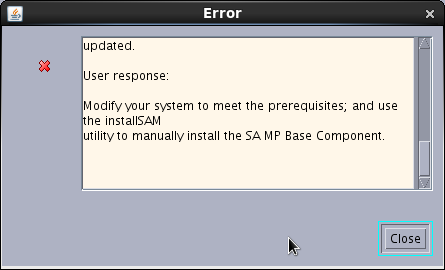 Error
updated.
User response:
Modify your system to meet the prerequisites; and use
the installSAM
utility to manually install the SA MP Base Component.
Close